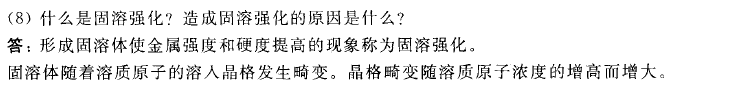 (8) 什么是固溶强化？造成固溶强化的原因是什么？
答：形成固溶体使金属强度和硬度提高的现象称为固溶强化。
固溶体随着溶质原子的溶入晶格发生畸变。晶格畸变随溶质原子浓度的增高而增大。